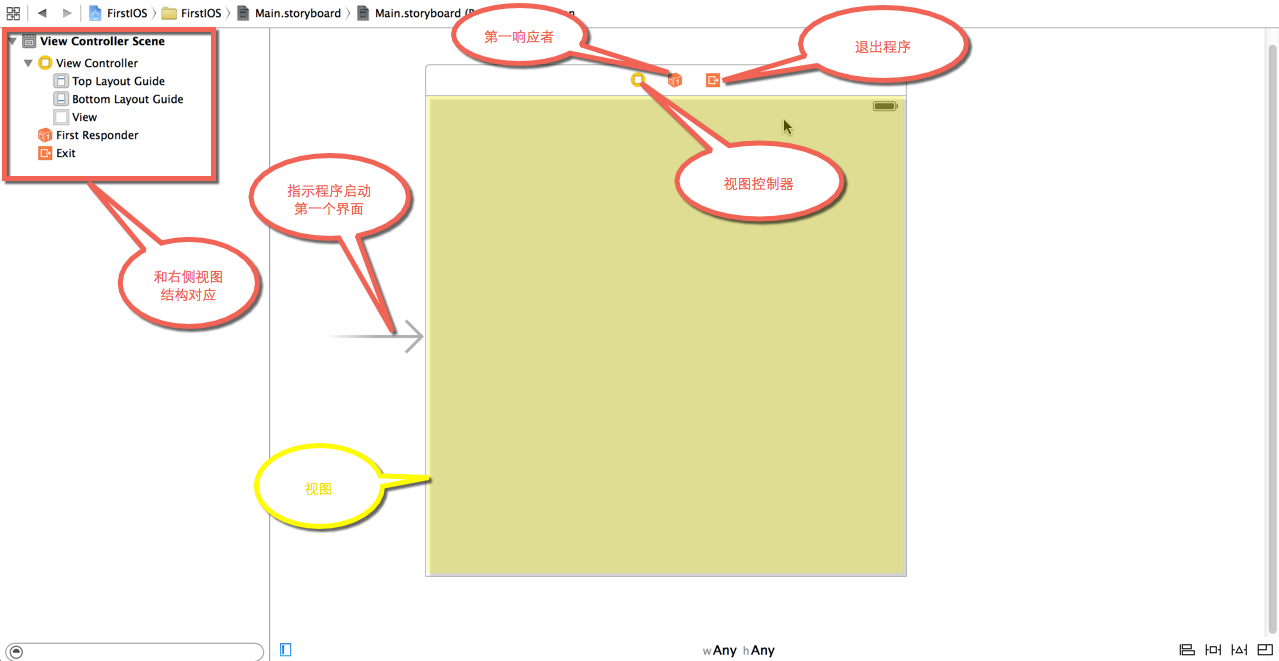 FirstIOS
FirstIOS
Main.storyboard
Main.storyboard
View Controller Scene
View Controller
Top Layout Guide
Bottom Layout Guide
View
First Responder
Exit
第一响应者
退出程序
视图控制器
指示程序启动
第一个界面
和右侧视图
结构对应
视图
wAny hAny